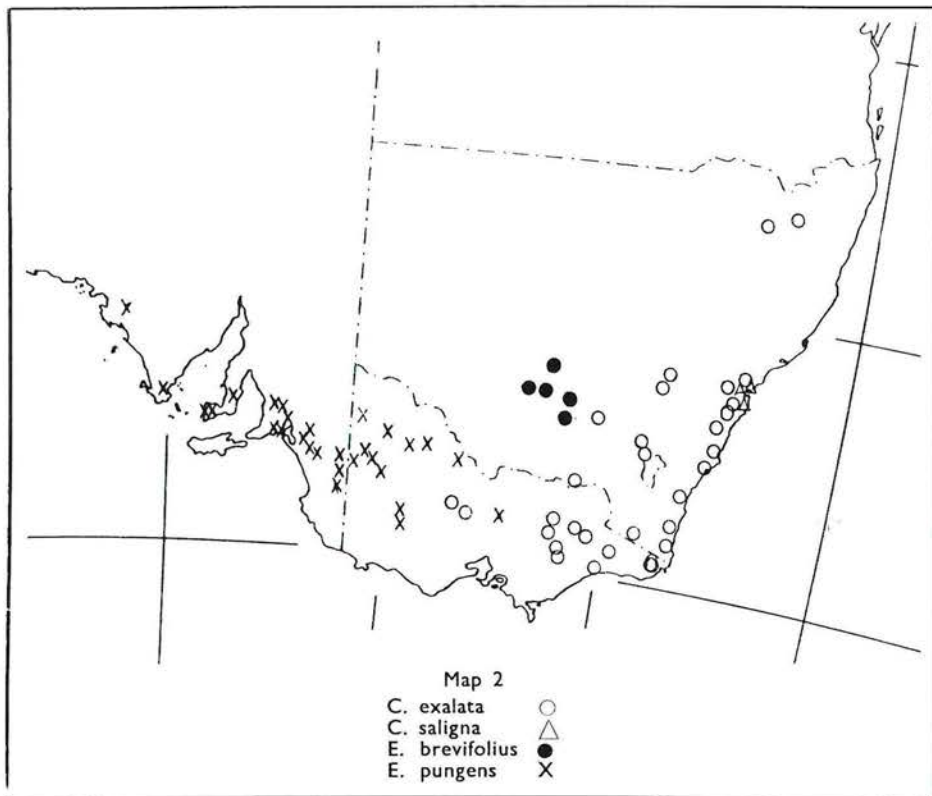 Map 2
C. exalata ○
C. saligna △
E. brevifolius ●
E. pungens X